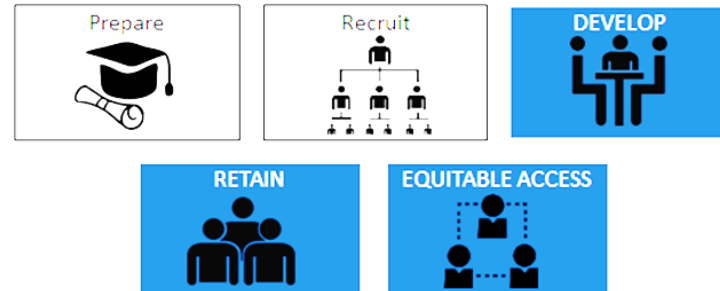 Prepare
Recruit
DEVELOP
RETAIN
EQUITABLE ACCESS